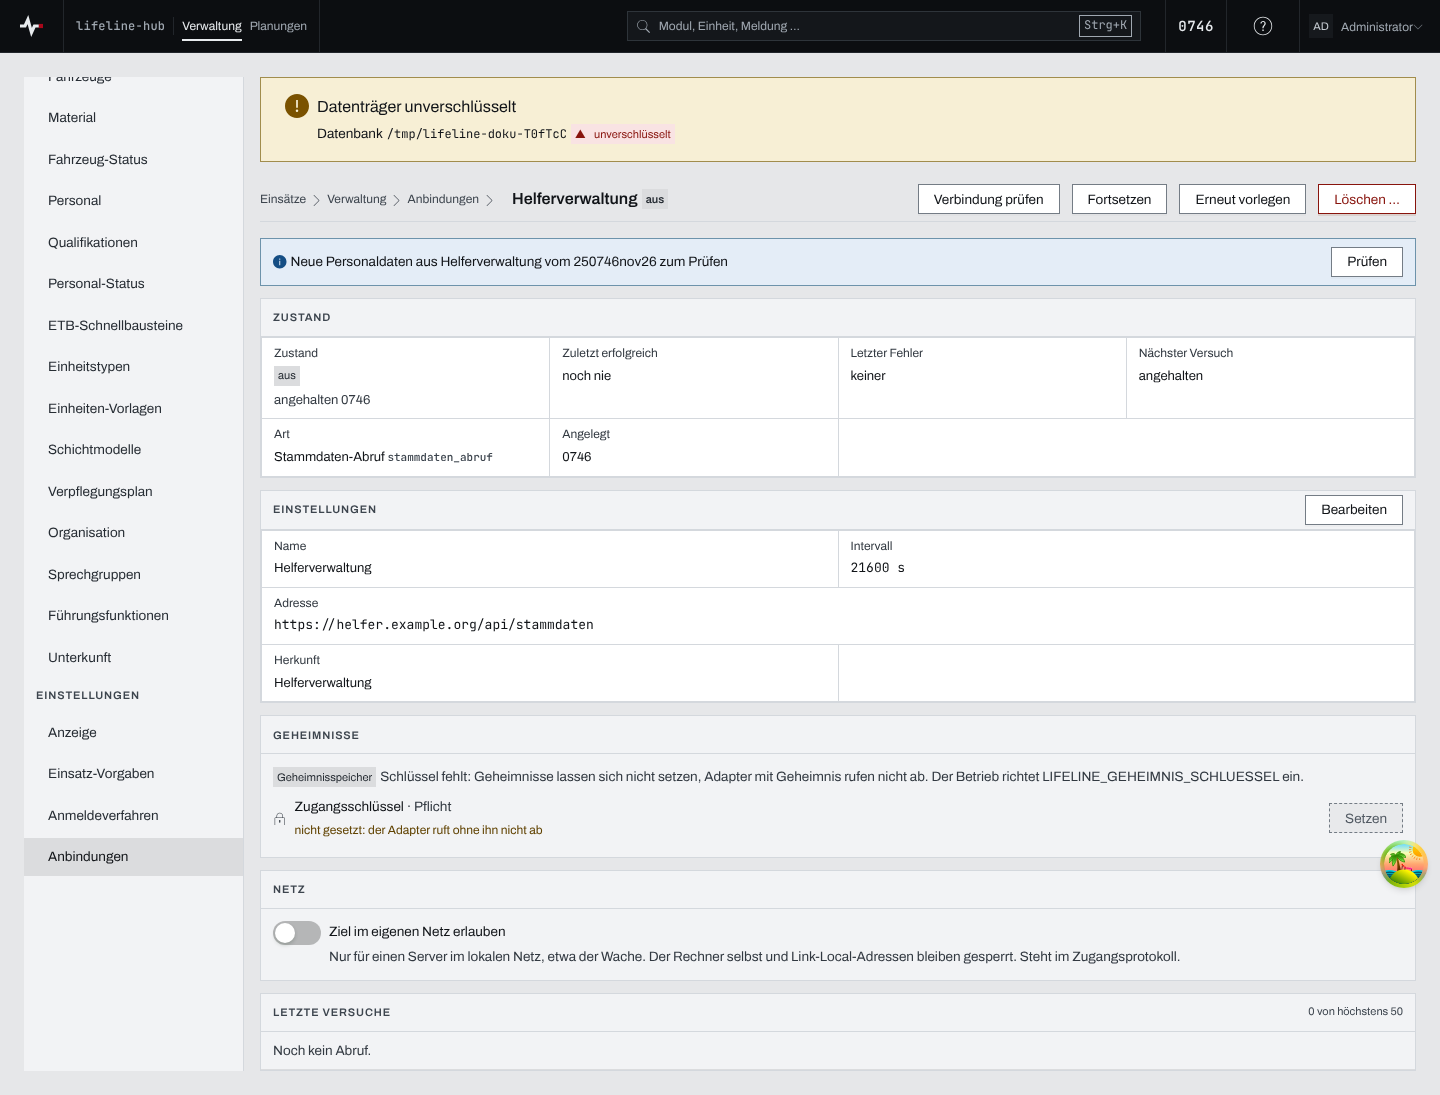 lifeline-hub Verwaltung Planungen Modul, Einheit, Meldung ... Strg+K 0746 AD Administrator
Fahrzeuge
Material
Fahrzeug-Status
Personal
Qualifikationen
Personal-Status
ETB-Schnellbausteine
Einheitstypen
Einheiten-Vorlagen
Schichtmodelle
Verpflegungsplan
Organisation
Sprechgruppen
Führungsfunktionen
Unterkunft
EINSTELLUNGEN
Anzeige
Einsatz-Vorgaben
Anmeldeverfahren
Anbindungen
Datenträger unverschlüsselt
Datenbank /tmp/lifeline-doku-T0fTcC unverschlüsselt
Einsätze Verwaltung Anbindungen Helferverwaltung aus Verbindung prüfen Fortsetzen Erneut vorlegen Löschen ...
Neue Personaldaten aus Helferverwaltung vom 250746nov26 zum Prüfen Prüfen
ZUSTAND
Zustand Zuletzt erfolgreich Letzter Fehler Nächster Versuch
aus noch nie keiner angehalten
angehalten 0746
Art Angelegt
Stammdaten-Abruf stammdaten_abruf 0746
EINSTELLUNGEN Bearbeiten
Name Intervall
Helferverwaltung 21600 s
Adresse
https://helfer.example.org/api/stammdaten
Herkunft
Helferverwaltung
GEHEIMNISSE
Geheimnisspeicher Schlüssel fehlt: Geheimnisse lassen sich nicht setzen, Adapter mit Geheimnis rufen nicht ab. Der Betrieb richtet LIFELINE_GEHEIMNIS_SCHLUESSEL ein.
Zugangsschlüssel · Pflicht
nicht gesetzt: der Adapter ruft ohne ihn nicht ab Setzen
NETZ
Ziel im eigenen Netz erlauben
Nur für einen Server im lokalen Netz, etwa der Wache. Der Rechner selbst und Link-Local-Adressen bleiben gesperrt. Steht im Zugangsprotokoll.
LETZTE VERSUCHE 0 von höchstens 50
Noch kein Abruf.